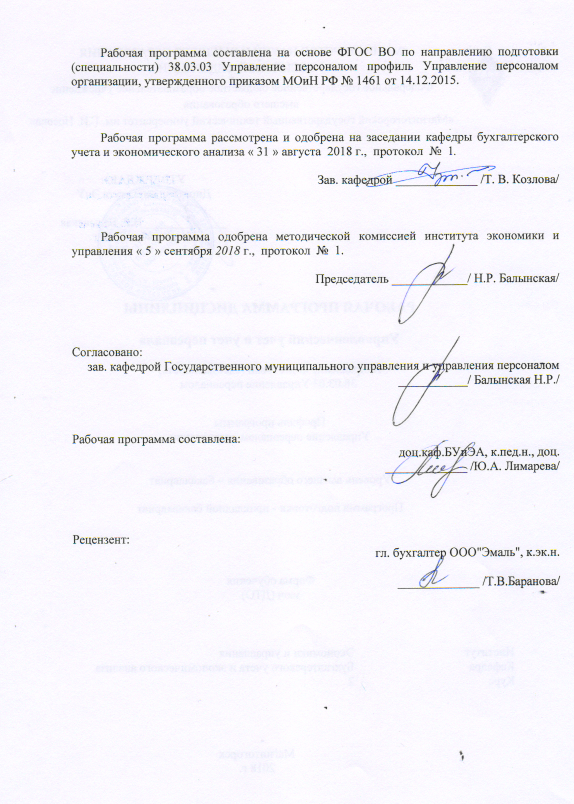 Рабочая программа составлена на основе ФГОС ВО по направлению подготовки
(специальности) 38.03.03 Управление персоналом профиль Управление персоналом
организации, утвержденного приказом МОиН РФ № 1461 от 14.12.2015.
Рабочая программа рассмотрена и одобрена на заседании кафедры бухгалтерского
учета и экономического анализа « 31 » августа 2018 г., протокол № 1.
Зав. кафедрой _____________ /Т. В. Козлова/
Рабочая программа одобрена методической комиссией института экономики и
управления « 5 » сентября 2018 г., протокол № 1.
Председатель ____________/ Н.Р. Балынская/
Согласовано:
зав. кафедрой Государственного муниципального управления и управления персоналом
___________/ Балынская Н.Р./
Рабочая программа составлена:
доц.каф.БУиЭА, к.пед.н., доц.
_____________ /Ю.А. Лимарева/
Рецензент:
гл. бухгалтер ООО"Эмаль", к.эк.н.
_____________ /Т.В.Баранова/